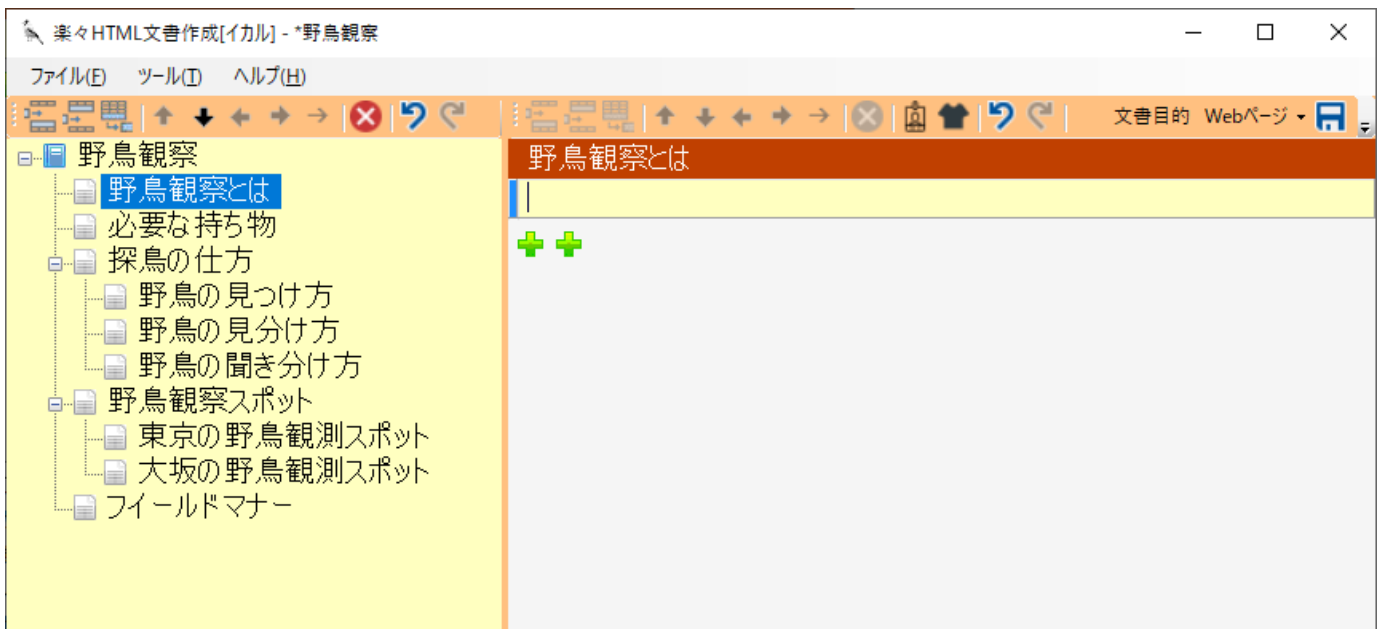 楽々HTML文書作成[イカル] - *野鳥観察
ファイル(F) ツール(T) ヘルプ(H)
文書目的 Webページ
野鳥観察
野鳥観察とは
必要な持ち物
探鳥の仕方
野鳥の見つけ方
野鳥の見分け方
野鳥の聞き分け方
野鳥観察スポット
東京の野鳥観測スポット
大坂の野鳥観測スポット
フイールドマナー
野鳥観察とは